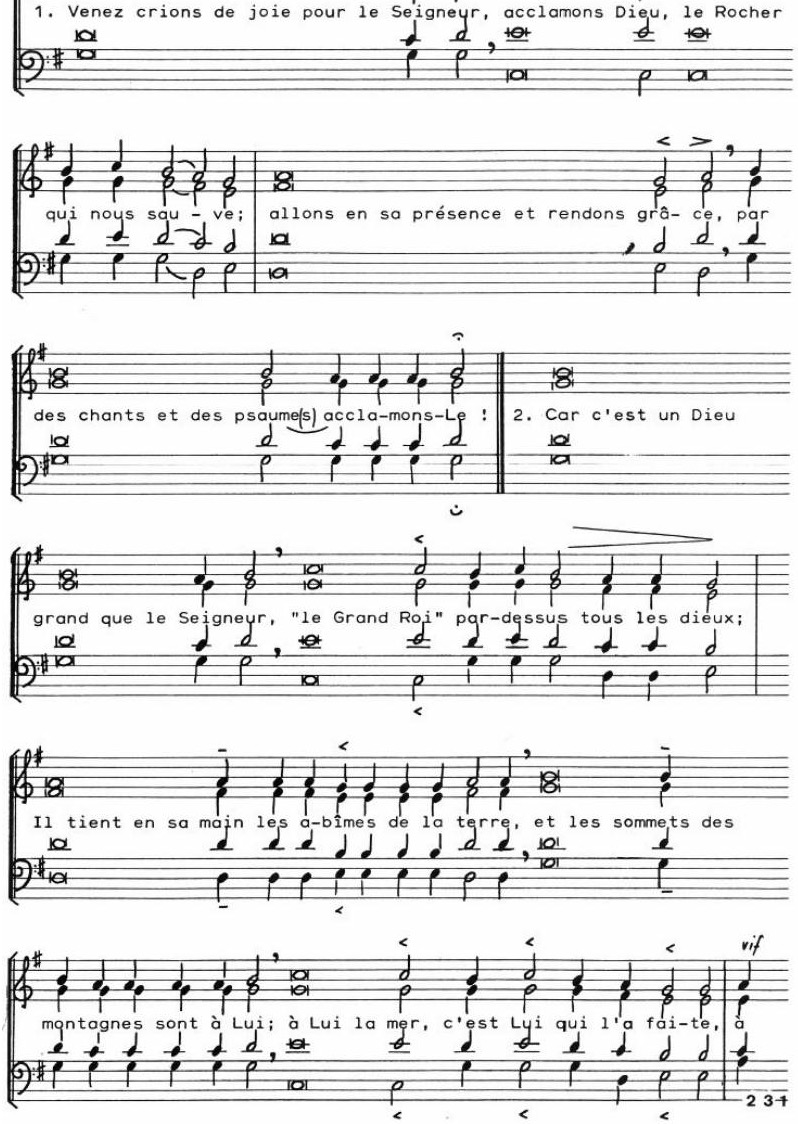 1. Venez crions de joie pour le Seigneur, acclamons Dieu, le Rocher
qui nous sau - ve; allons en sa présence et rendons grâ- ce, par
des chants et des psaume(s) accla-mons-Le ! 2. Car c'est un Dieu
grand que le Seigneur, "le Grand Roi" par-dessus tous les dieux;
Il tient en sa main les a-bîmes de la terre, et les sommets des
vif
montagnes sont à Lui; à Lui la mer, c'est Lui qui l'a fai-te, à
231